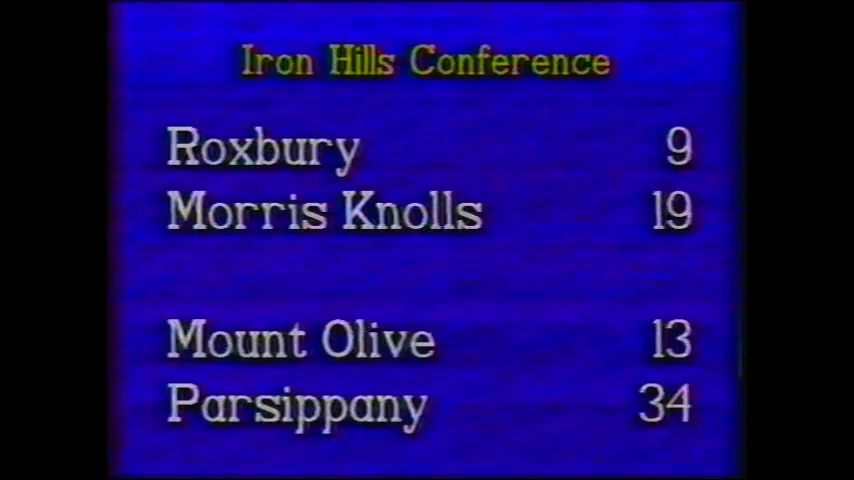 Iron Hills Conference
Roxbury 9
Morris Knolls 19
Mount Olive 13
Parsippany 34